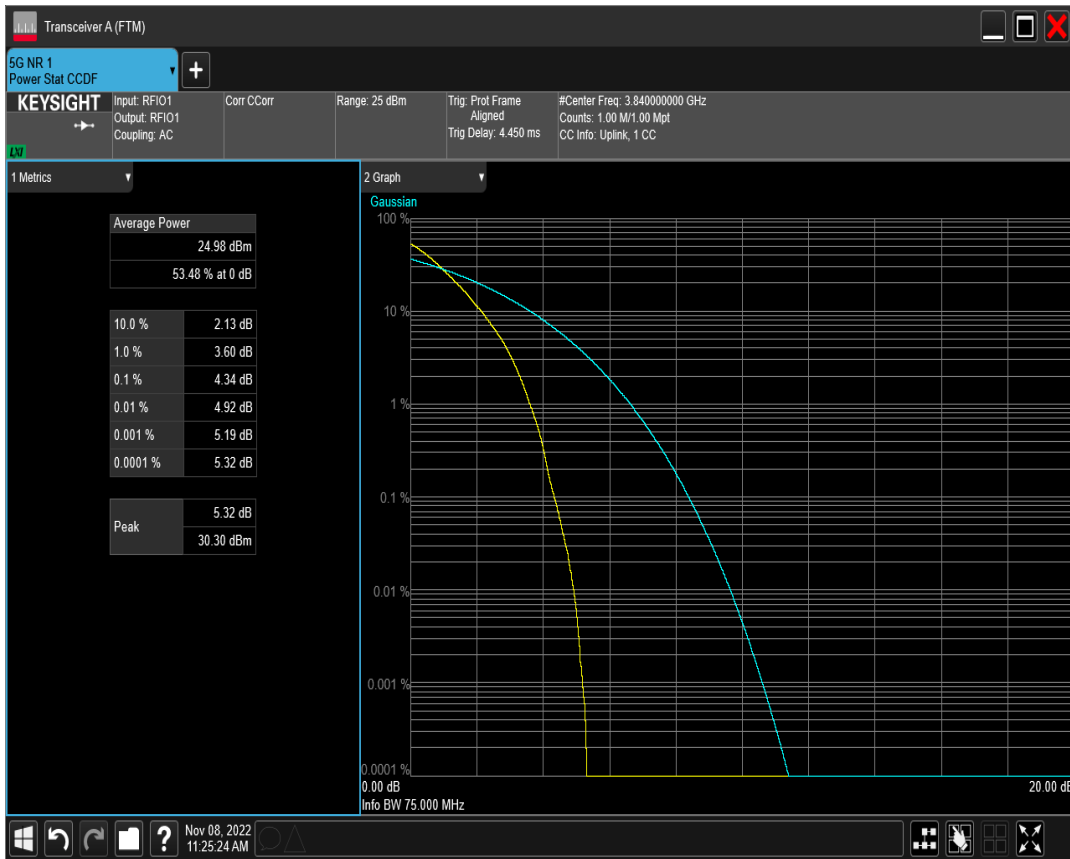 Transceiver A (FTM)
5G NR 1
Power Stat CCDF
KEYSIGHT
LXI
Input: RFIO1
Output: RFIO1
Coupling: AC
Corr CCorr
Range: 25 dBm
Trig: Prot Frame
Aligned
Trig Delay: 4.450 ms
#Center Freq: 3.840000000 GHz
Counts: 1.00 M/1.00 Mpt
CC Info: Uplink, 1 CC
1 Metrics
Average Power
24.98 dBm
53.48 % at 0 dB
10.0 % 2.13 dB
1.0 % 3.60 dB
0.1 % 4.34 dB
0.01 % 4.92 dB
0.001 % 5.19 dB
0.0001 % 5.32 dB
Peak
5.32 dB
30.30 dBm
2 Graph
Gaussian
100 %
10 %
1 %
0.1 %
0.01 %
0.001 %
0.0001 %
0.00 dB
20.00 dB
Info BW 75.000 MHz
Nov 08, 2022
11:25:24 AM